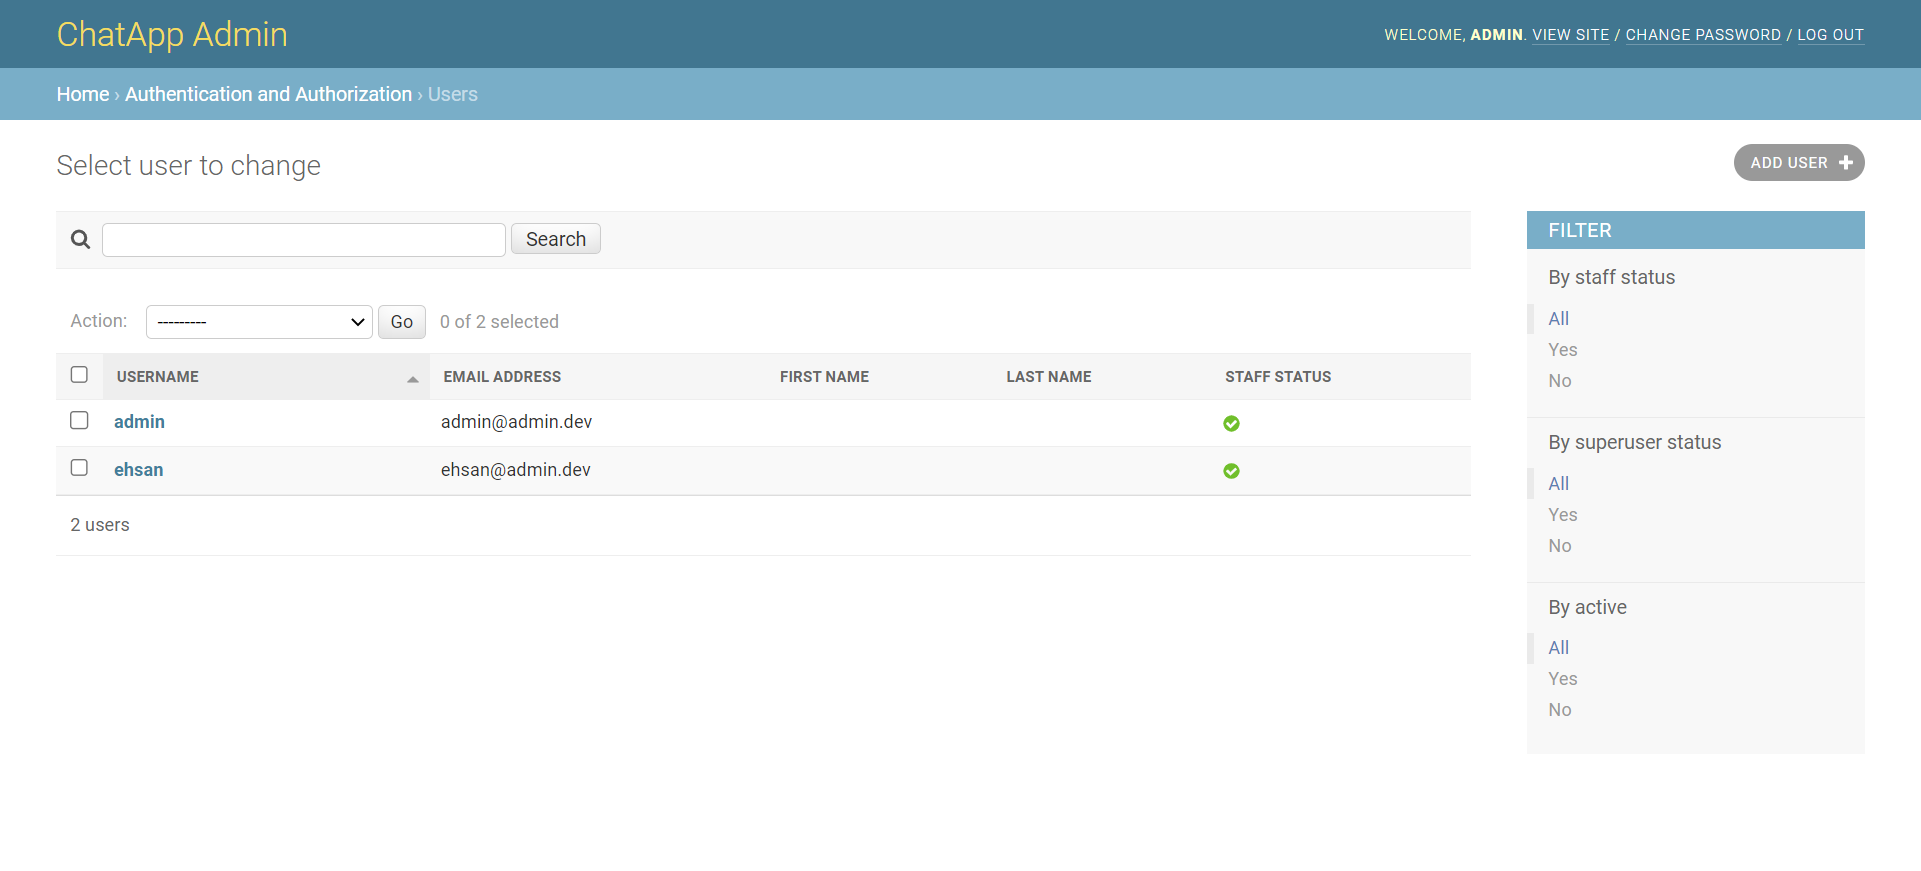 ChatApp Admin
WELCOME, ADMIN. VIEW SITE / CHANGE PASSWORD / LOG OUT
Home › Authentication and Authorization › Users
Select user to change
ADD USER +
Search
Action: --------- Go 0 of 2 selected
USERNAME EMAIL ADDRESS FIRST NAME LAST NAME STAFF STATUS
admin admin@admin.dev
ehsan ehsan@admin.dev
2 users
FILTER
By staff status
All
Yes
No
By superuser status
All
Yes
No
By active
All
Yes
No